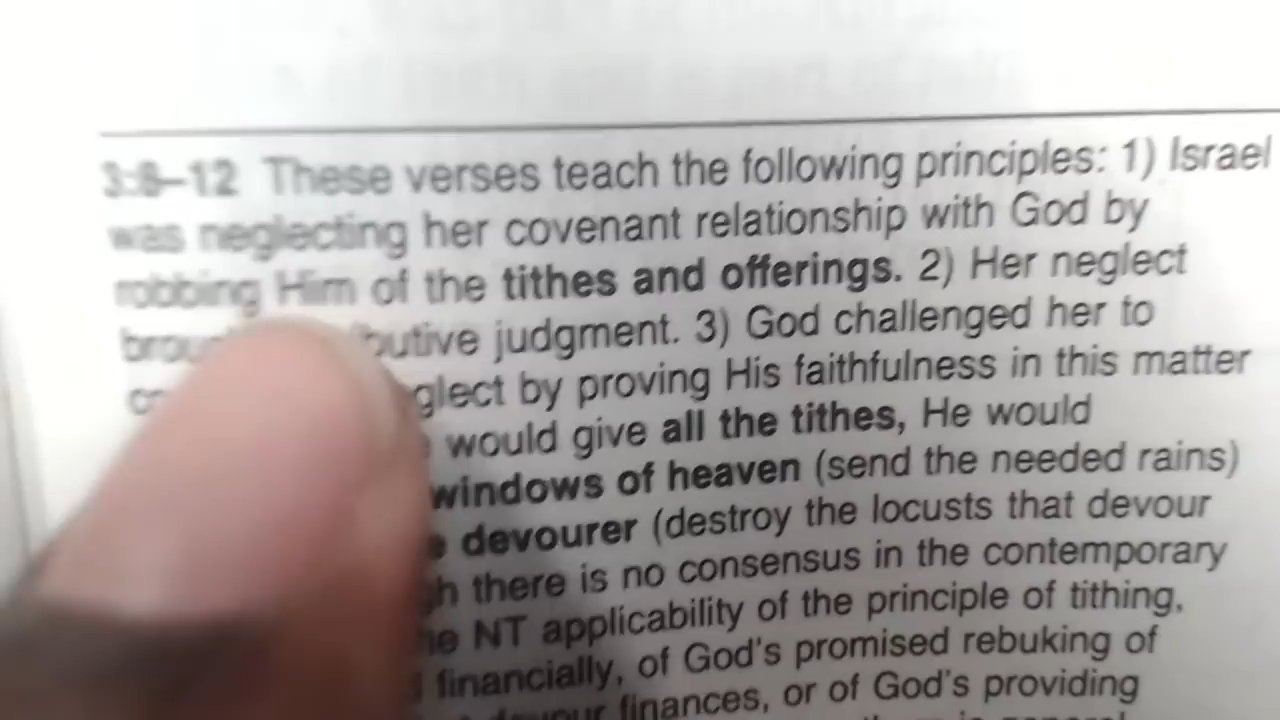 3:8–12 These verses teach the following principles: 1) Israel
was neglecting her covenant relationship with God by
robbing Him of the tithes and offerings. 2) Her neglect
judgment. 3) God challenged her to
by proving His faithfulness in this matter
would give all the tithes, He would
windows of heaven (send the needed rains)
devourer (destroy the locusts that devour
there is no consensus in the contemporary
NT applicability of the principle of tithing,
financially, of God's promised rebuking of
finances, or of God's providing